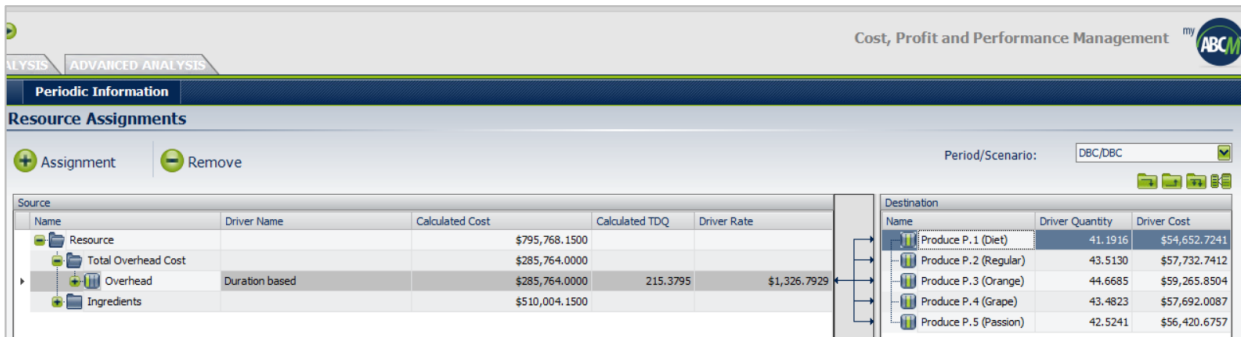 Cost, Profit and Performance Management my ABCM
ALYSIS ADVANCED ANALYSIS
Periodic Information
Resource Assignments
Assignment Remove Period/Scenario: DBC/DBC
Source Destination
Name Driver Name Calculated Cost Calculated TDQ Driver Rate Name Driver Quantity Driver Cost
Resource $795,768.1500 Produce P.1 (Diet) 41.1916 $54,652.7241
Total Overhead Cost $285,764.0000 Produce P.2 (Regular) 43.5130 $57,732.7412
Overhead Duration based $285,764.0000 215.3795 $1,326.7929 Produce P.3 (Orange) 44.6685 $59,265.8504
Ingredients $510,004.1500 Produce P.4 (Grape) 43.4823 $57,692.0087
Produce P.5 (Passion) 42.5241 $56,420.6757